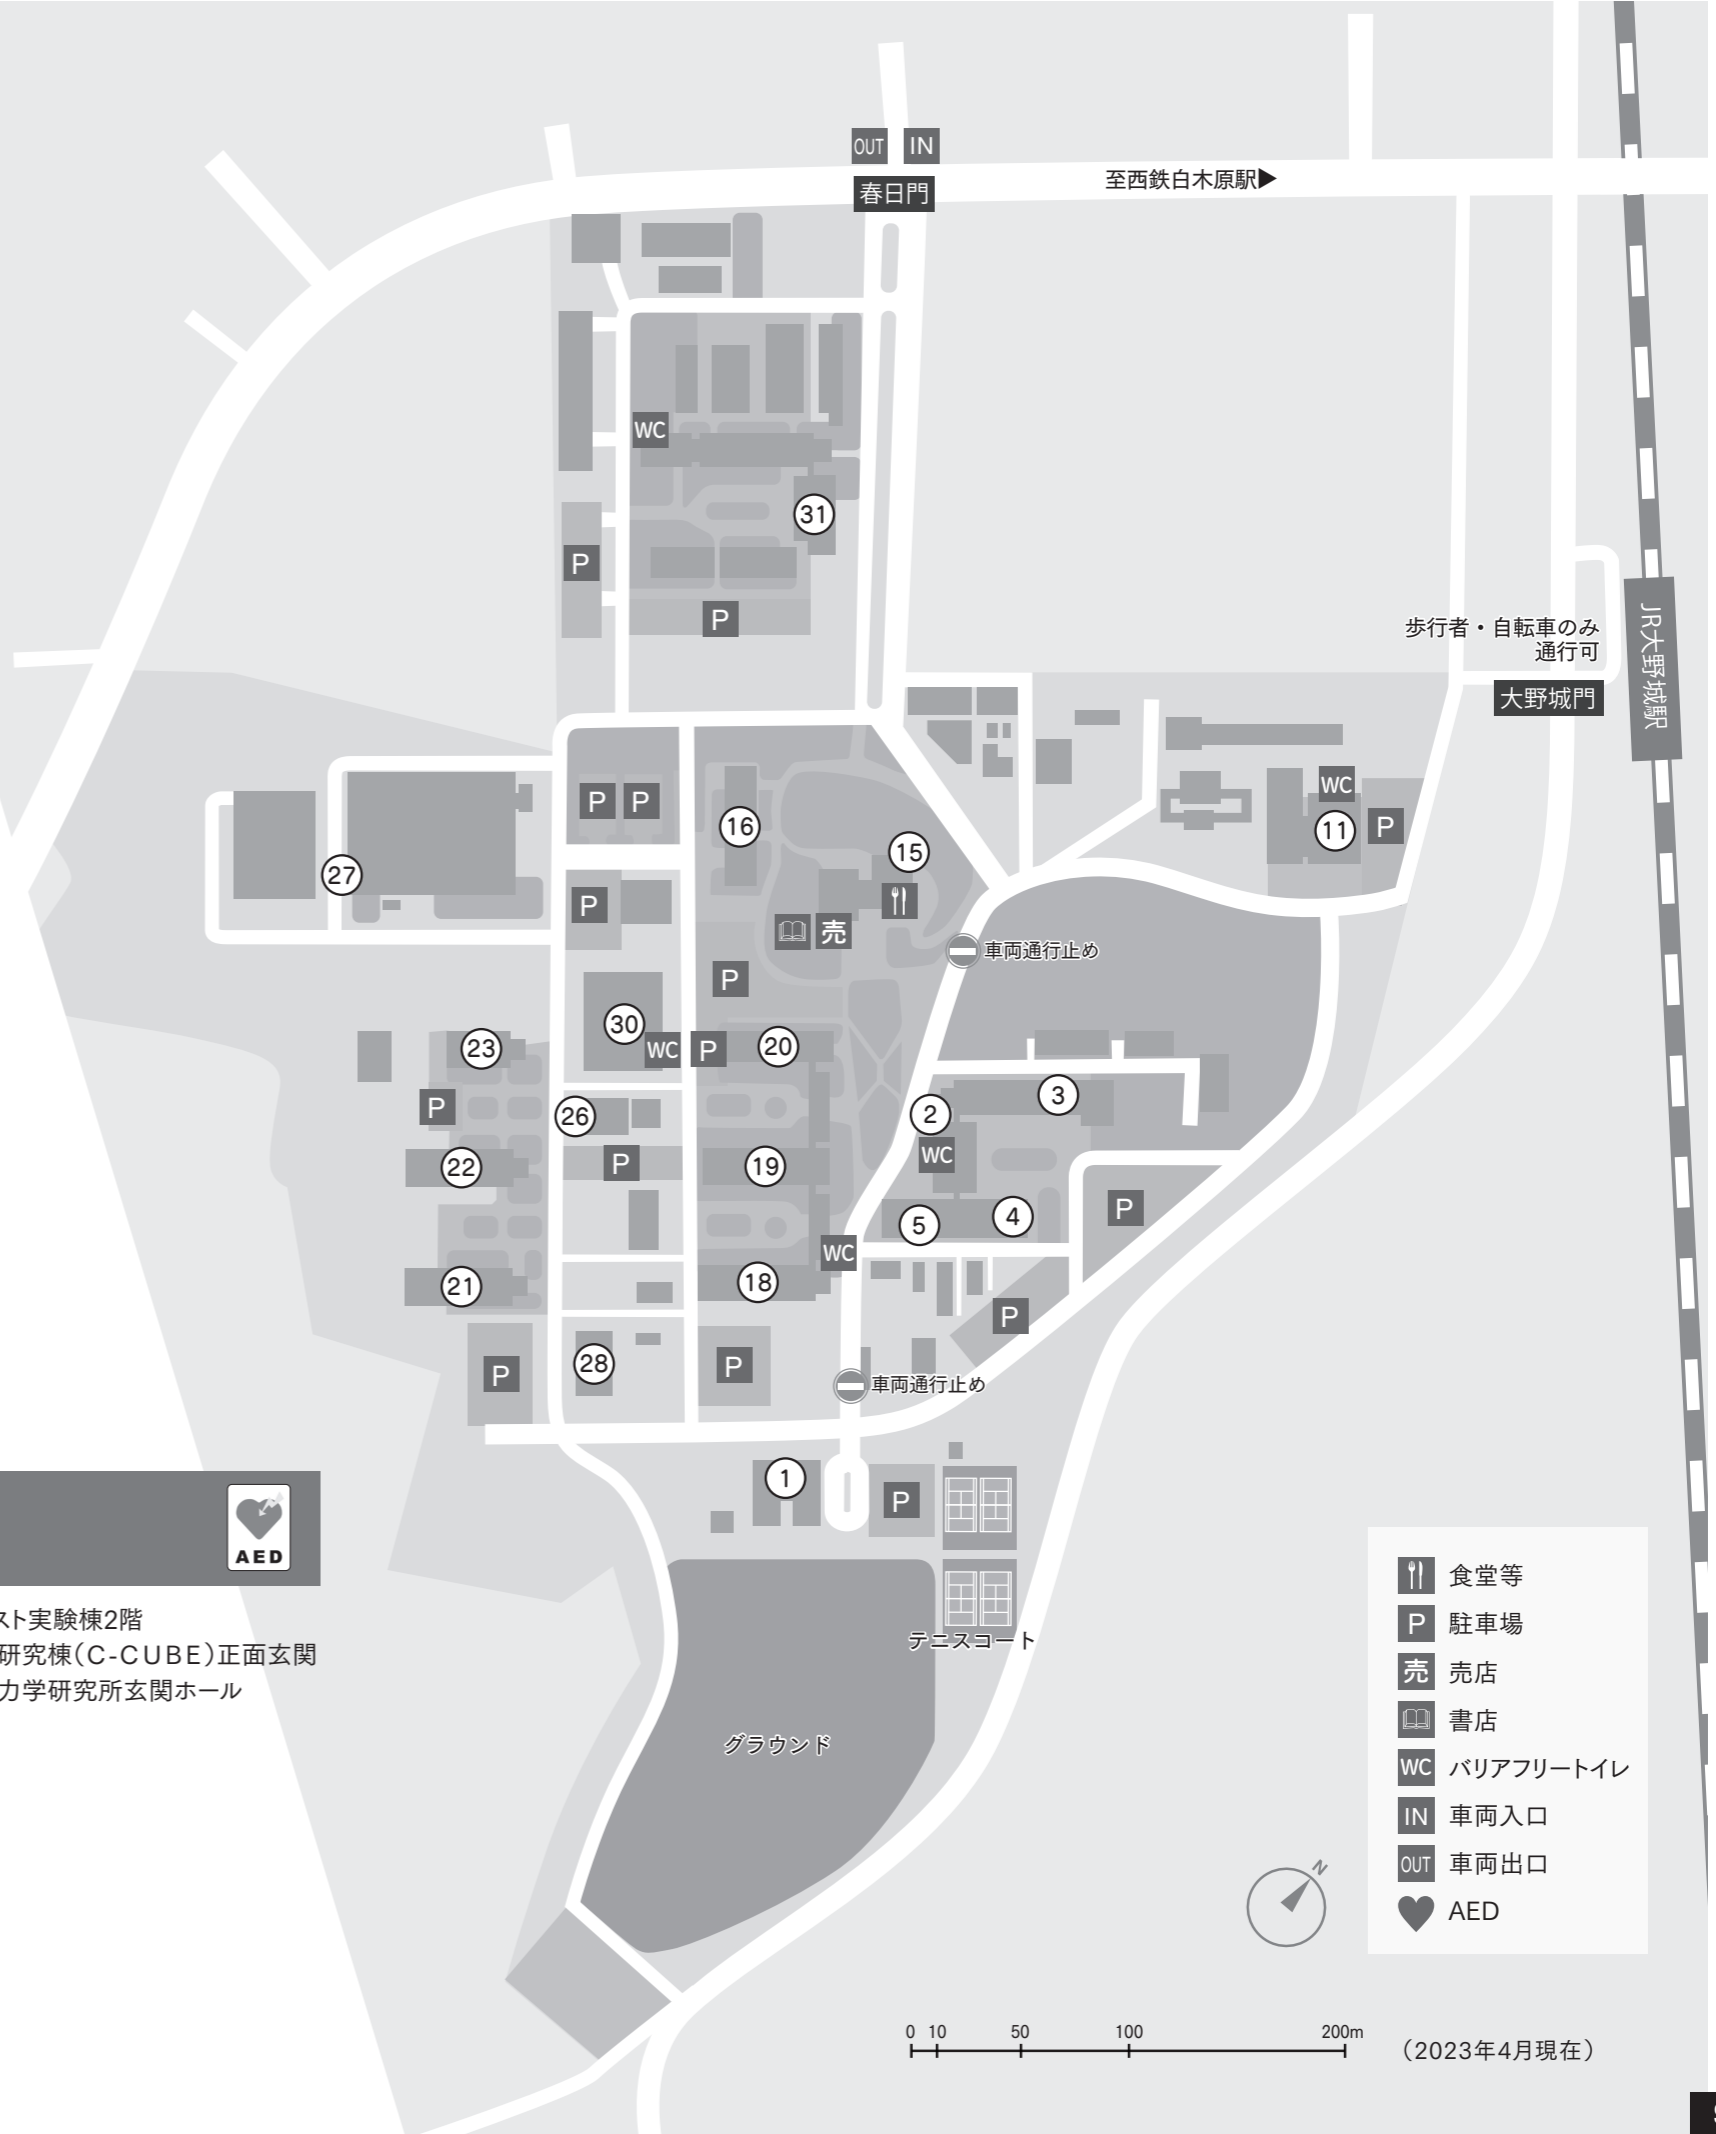 OUT IN
春日門
至西鉄白木原駅▶
WC
31
P
P
歩行者・自転車のみ
通行可
大野城門
JR大野城駅
P P
16
15
27
WC
11
P
P
売
車両通行止め
P
30
WC
P
20
23
P
26
2
3
WC
22
P
19
5
4
P
WC
21
18
P
28
P
P
車両通行止め
1
P
AED
スト実験棟2階
研究棟(C-CUBE)正面玄関
力学研究所玄関ホール
テニスコート
グラウンド
食堂等
P 駐車場
売 売店
書店
WC バリアフリートイレ
IN 車両入口
OUT 車両出口
AED
N
0 10 50 100 200m
(2023年4月現在)